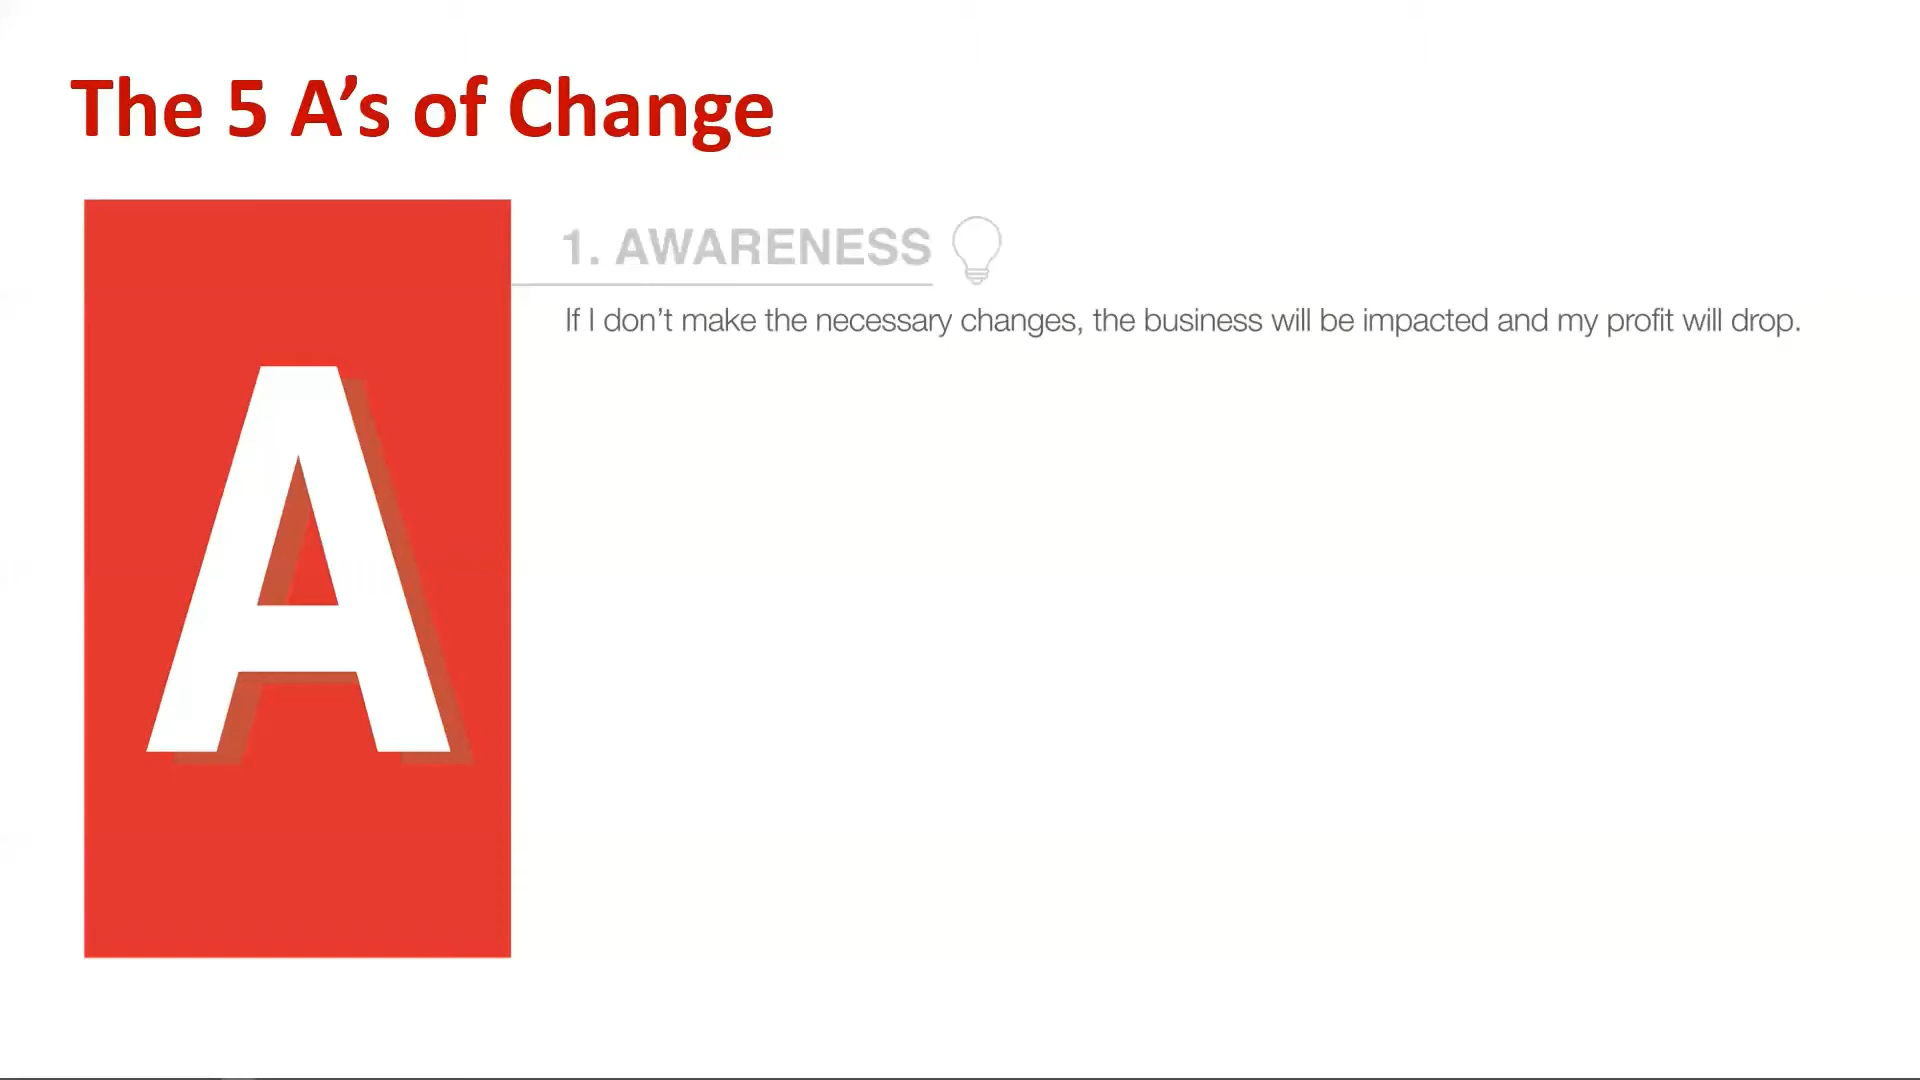 The 5 A’s of Change
1. AWARENESS
If I don’t make the necessary changes, the business will be impacted and my profit will drop.
A